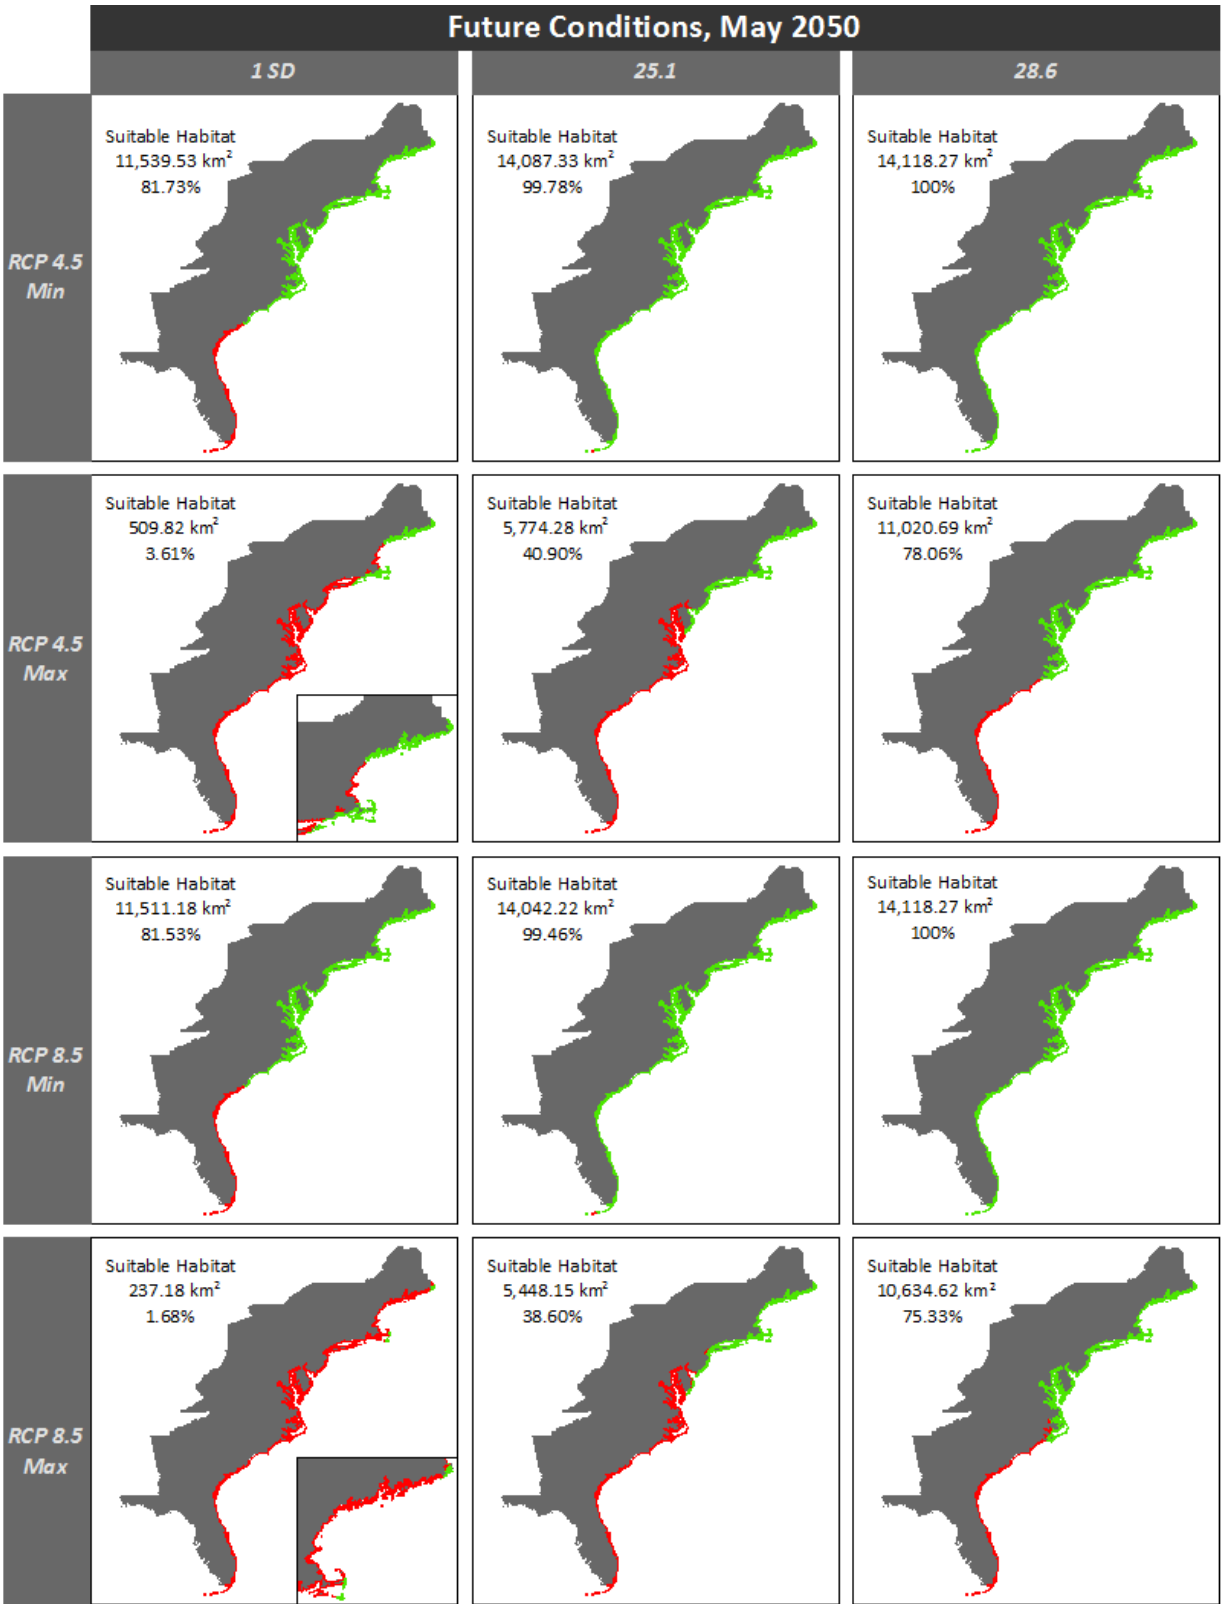 Future Conditions, May 2050
1 SD
25.1
28.6
RCP 4.5
Min
Suitable Habitat
11,539.53 km²
81.73%
Suitable Habitat
14,087.33 km²
99.78%
Suitable Habitat
14,118.27 km²
100%
RCP 4.5
Max
Suitable Habitat
509.82 km²
3.61%
Suitable Habitat
5,774.28 km²
40.90%
Suitable Habitat
11,020.69 km²
78.06%
RCP 8.5
Min
Suitable Habitat
11,511.18 km²
81.53%
Suitable Habitat
14,042.22 km²
99.46%
Suitable Habitat
14,118.27 km²
100%
RCP 8.5
Max
Suitable Habitat
237.18 km²
1.68%
Suitable Habitat
5,448.15 km²
38.60%
Suitable Habitat
10,634.62 km²
75.33%